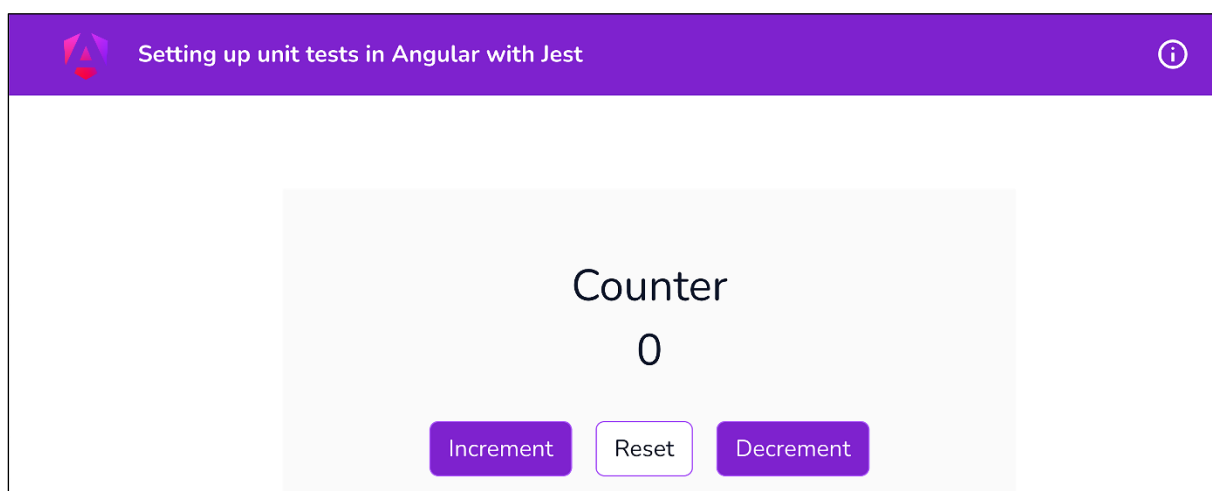 Setting up unit tests in Angular with Jest
Counter
0
Increment Reset Decrement